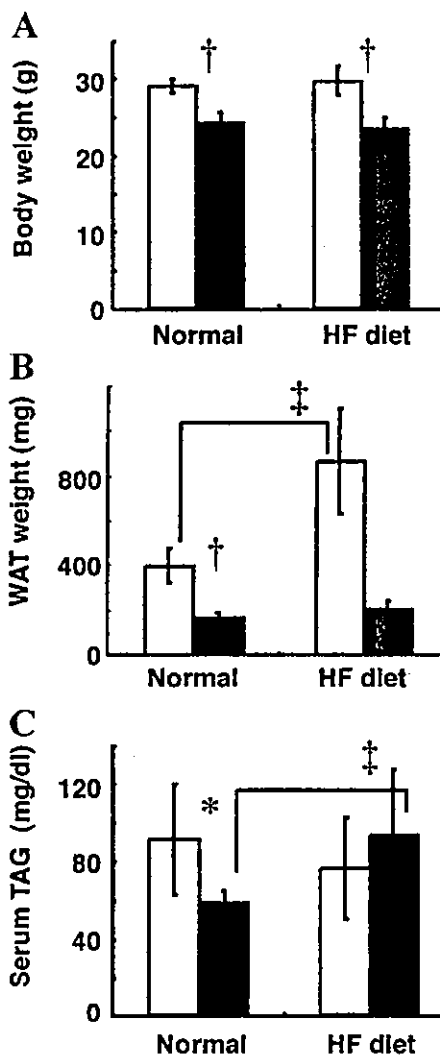 A
Body weight (g)
30
20
10
0
†
†
Normal HF diet
B
WAT weight (mg)
800
400
0
†
‡
Normal HF diet
C
Serum TAG (mg/dl)
120
80
40
0
*
‡
Normal HF diet